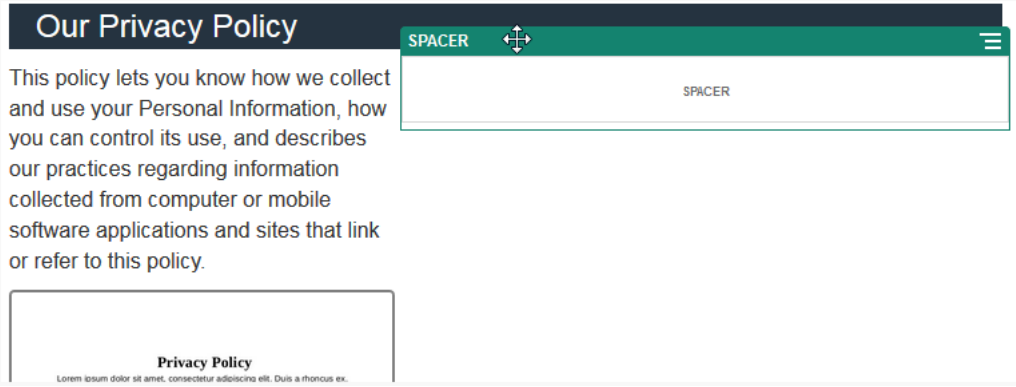 Our Privacy Policy
SPACER
SPACER
This policy lets you know how we collect
and use your Personal Information, how
you can control its use, and describes
our practices regarding information
collected from computer or mobile
software applications and sites that link
or refer to this policy.
Privacy Policy
Lorem ipsum dolor sit amet, consectetur adipiscing elit. Duis a rhoncus ex.